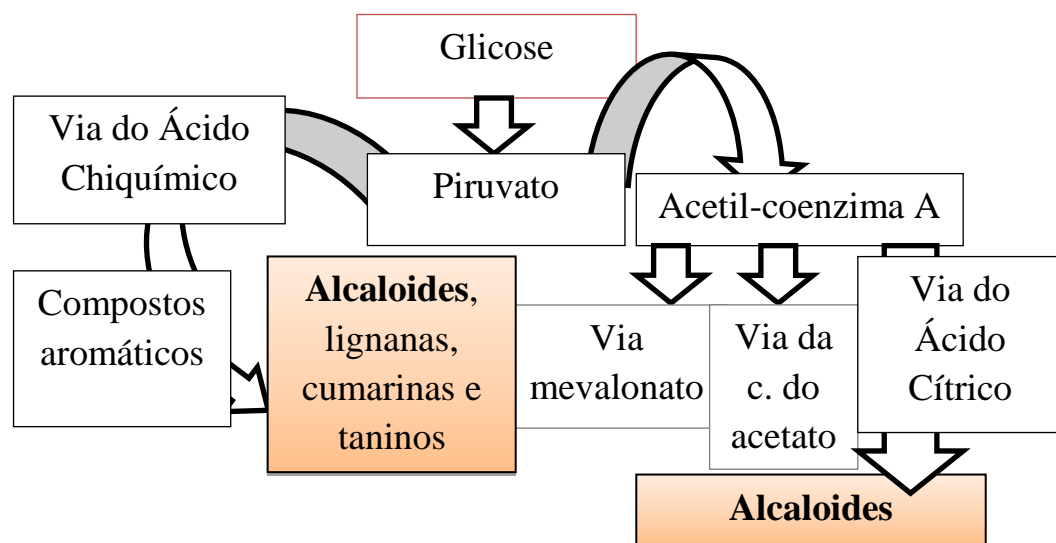 Glicose
Via do Ácido
Chiquímico
Piruvato
Acetil-coenzima A
Compostos
aromáticos
Alcaloides,
lignanas,
cumarinas e
taninos
Via
mevalonato
Via da
c. do
acetato
Via do
Ácido
Cítrico
Alcaloides